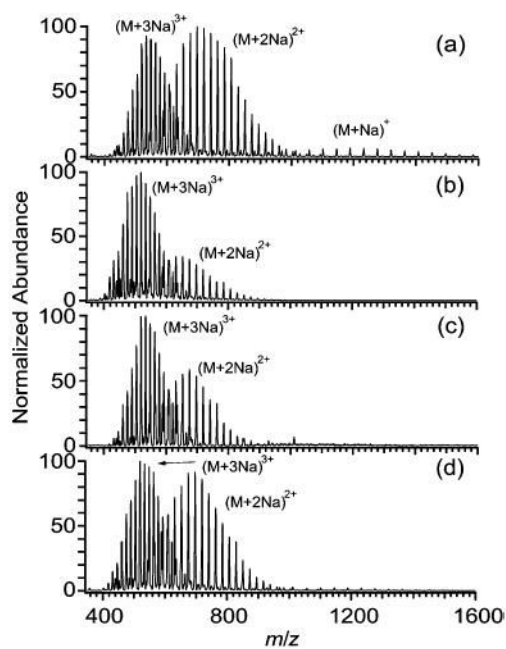 100
(M+3Na)3+
(M+2Na)2+
(a)
50
(M+Na)+
0
100
(b)
(M+3Na)3+
50
(M+2Na)2+
0
100
(c)
(M+3Na)3+
(M+2Na)2+
50
0
100
(M+3Na)3+
(d)
(M+2Na)2+
50
0
Normalized Abundance
400 800 1200 1600
m/z